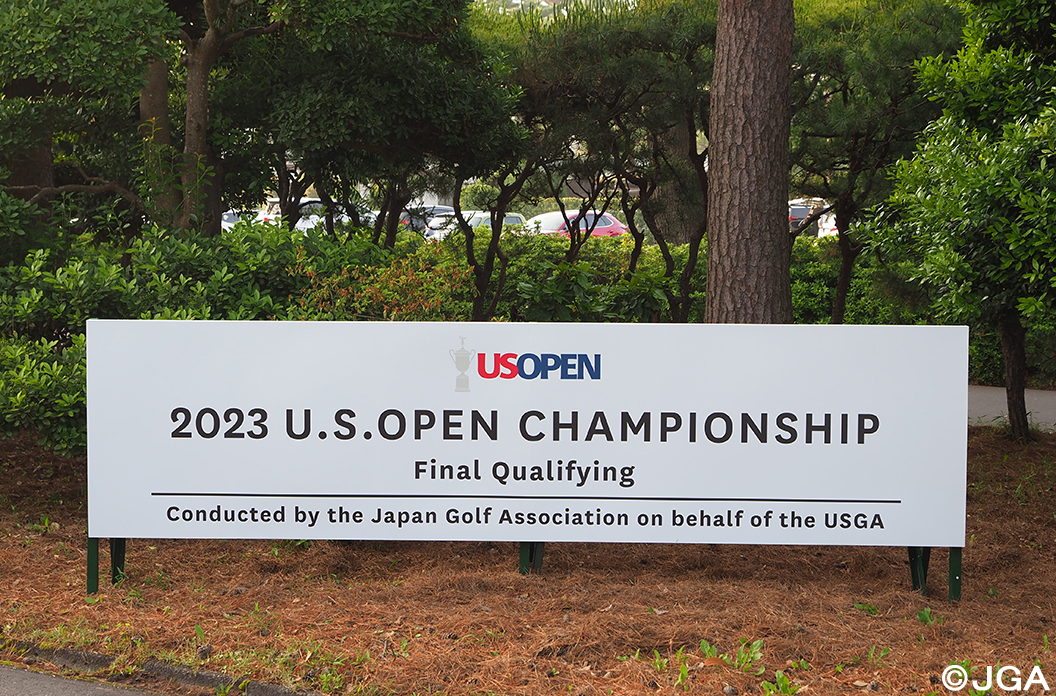 USOPEN
2023 U.S.OPEN CHAMPIONSHIP
Final Qualifying
Conducted by the Japan Golf Association on behalf of the USGA
©JGA